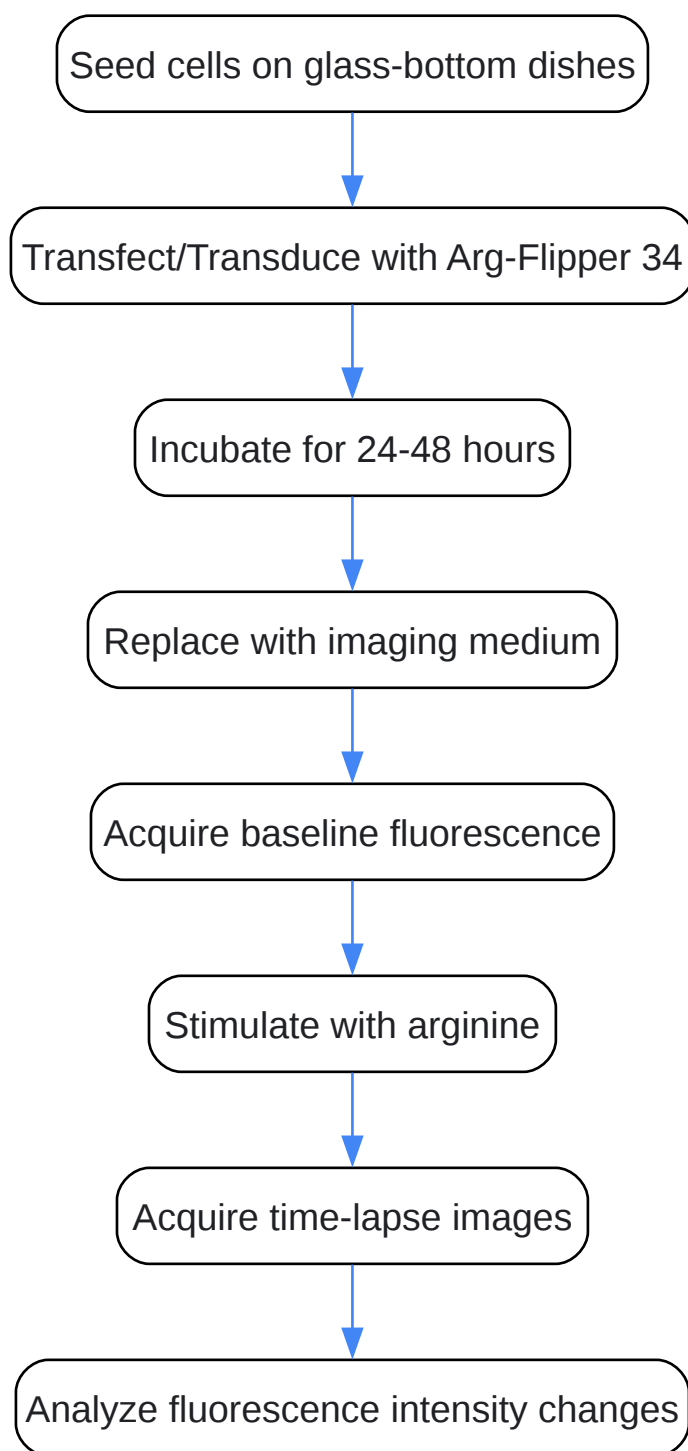 Seed cells on glass-bottom dishes
Transfect/Transduce with Arg-Flipper 34
Incubate for 24-48 hours
Replace with imaging medium
Acquire baseline fluorescence
Stimulate with arginine
Acquire time-lapse images
Analyze fluorescence intensity changes